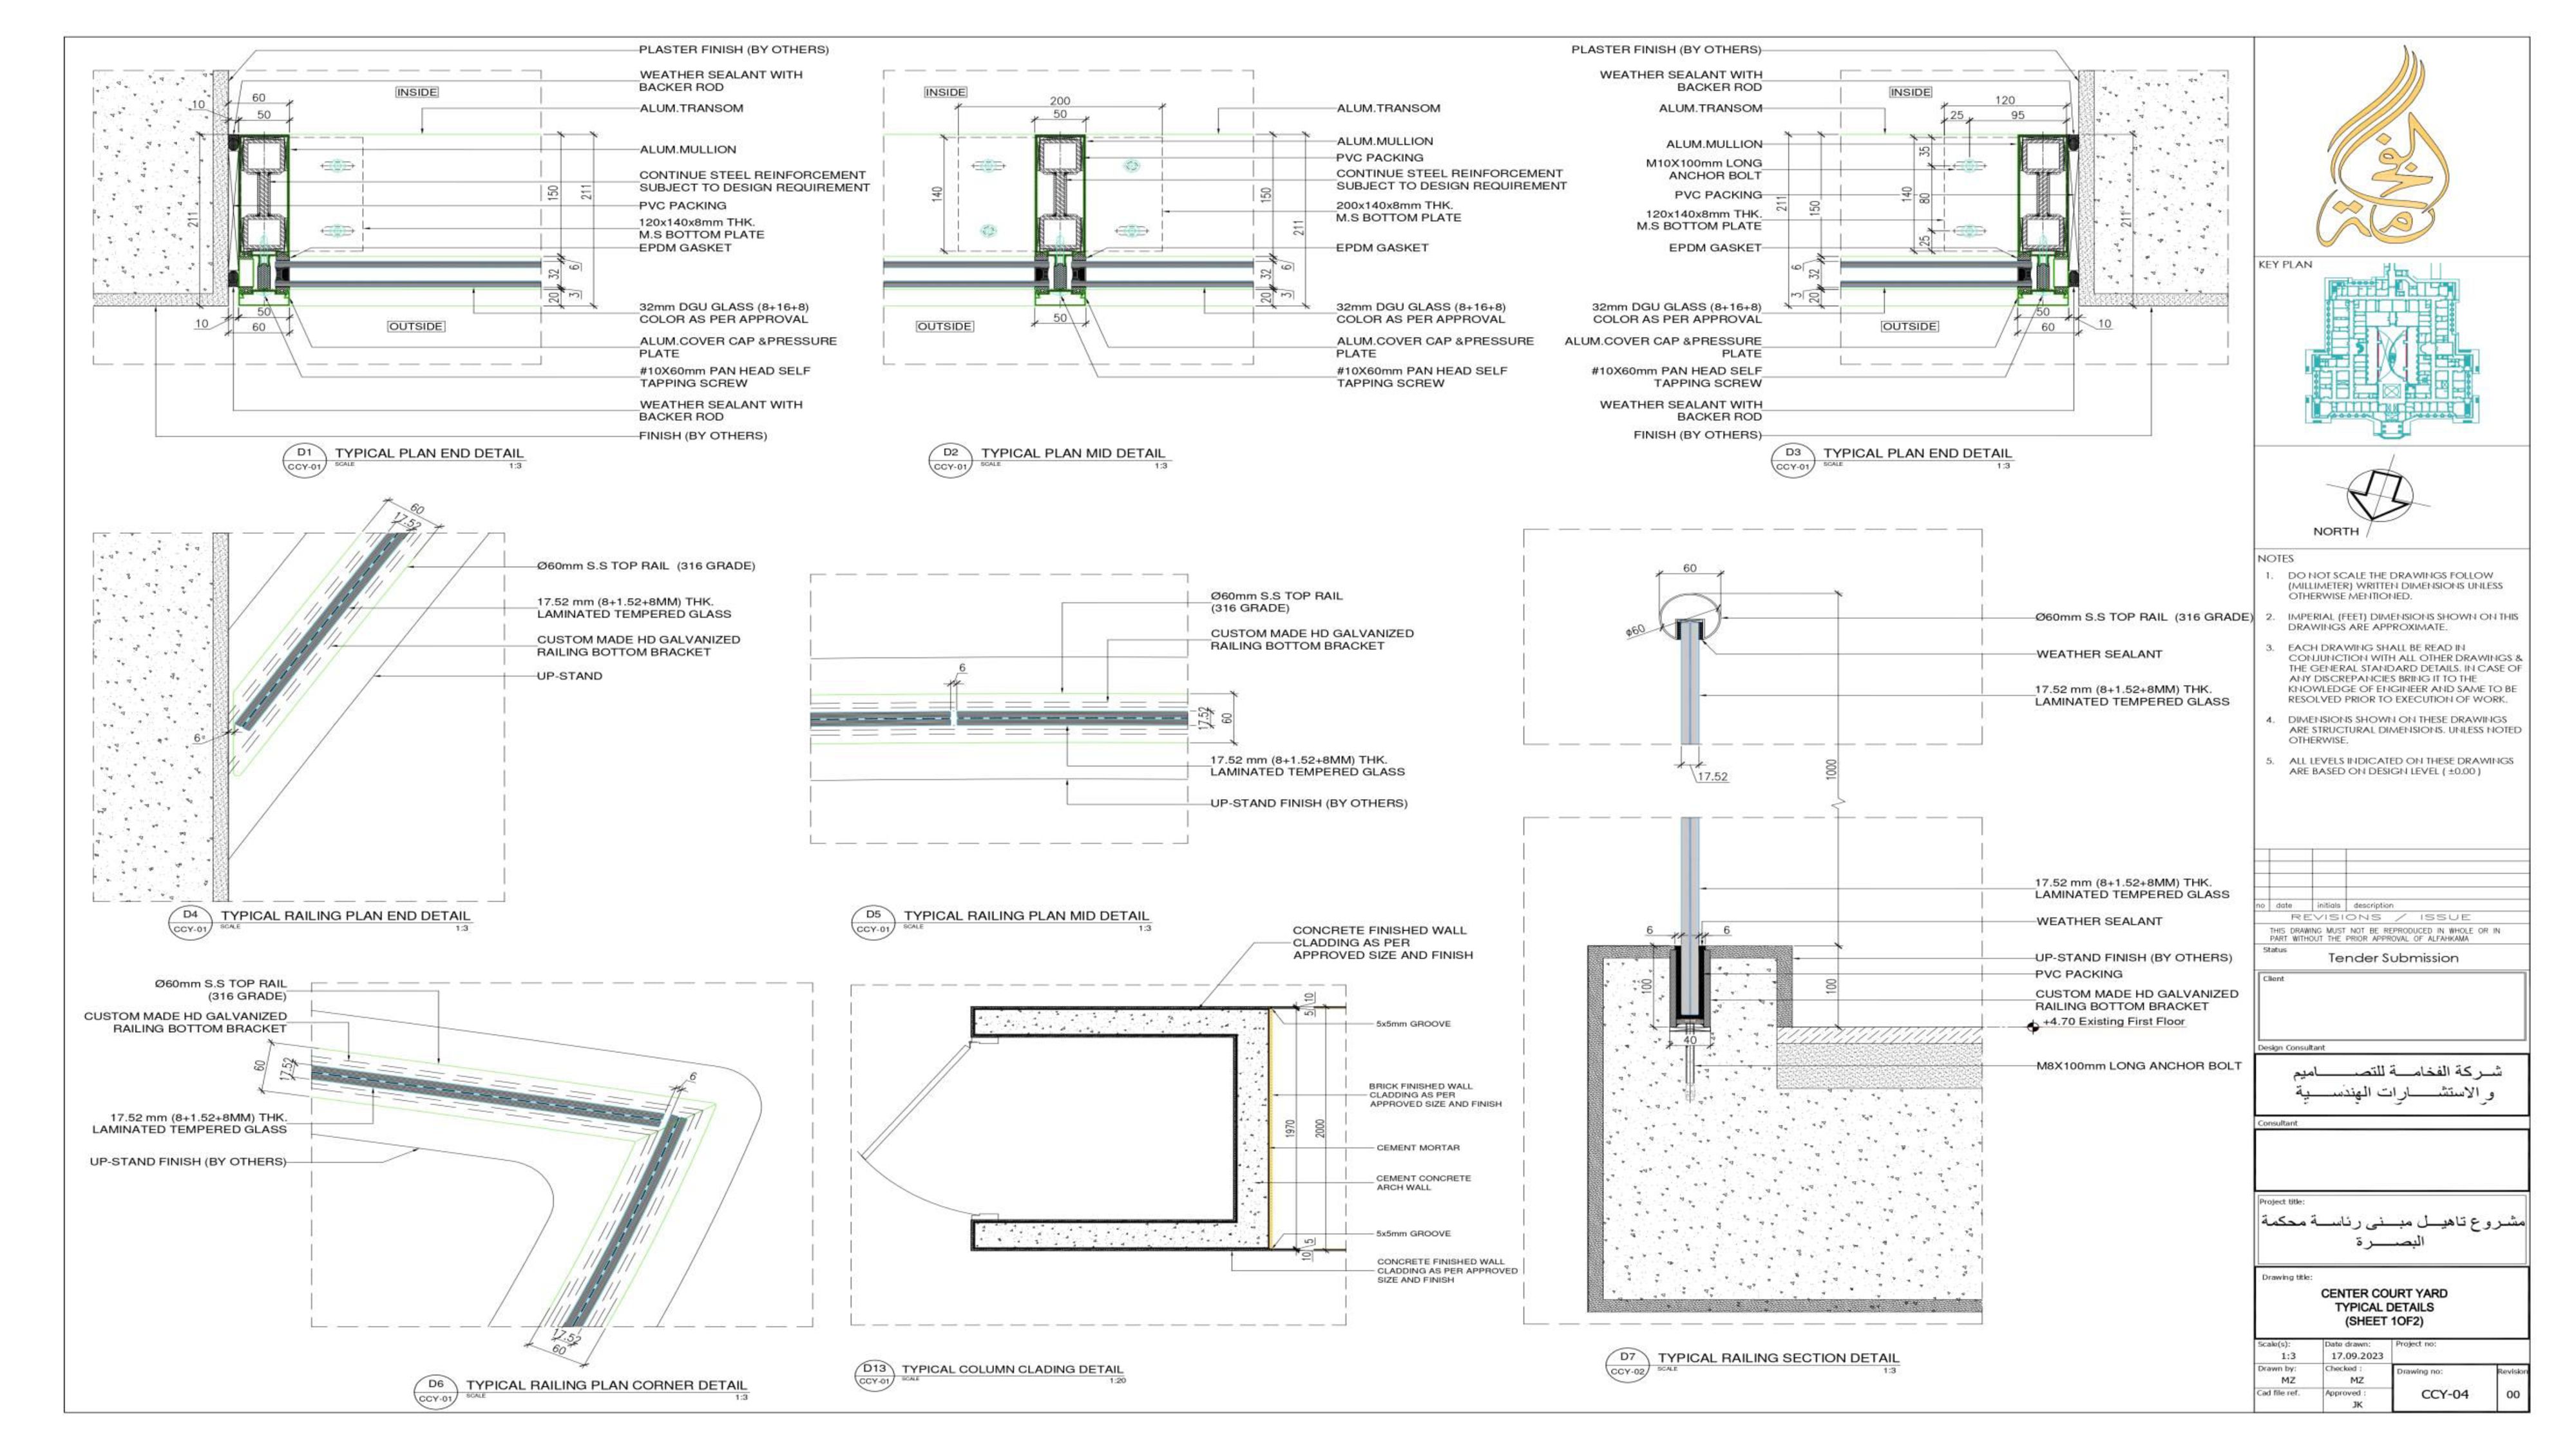 PLASTER FINISH (BY OTHERS)
WEATHER SEALANT WITH
BACKER ROD
ALUM.TRANSOM
ALUM.MULLION
CONTINUE STEEL REINFORCEMENT
SUBJECT TO DESIGN REQUIREMENT
PVC PACKING
120x140x8mm THK.
M.S BOTTOM PLATE
EPDM GASKET
32mm DGU GLASS (8+16+8)
COLOR AS PER APPROVAL
ALUM.COVER CAP &PRESSURE
PLATE
#10X60mm PAN HEAD SELF
TAPPING SCREW
WEATHER SEALANT WITH
BACKER ROD
FINISH (BY OTHERS)
INSIDE
OUTSIDE
10
60
50
211
150
211
32
6
20
3
10
50
60
D1
CCY-01
TYPICAL PLAN END DETAIL
SCALE
1:3
INSIDE
OUTSIDE
200
50
140
150
211
32
6
20
3
50
ALUM.TRANSOM
ALUM.MULLION
PVC PACKING
CONTINUE STEEL REINFORCEMENT
SUBJECT TO DESIGN REQUIREMENT
200x140x8mm THK.
M.S BOTTOM PLATE
EPDM GASKET
32mm DGU GLASS (8+16+8)
COLOR AS PER APPROVAL
ALUM.COVER CAP &PRESSURE
PLATE
#10X60mm PAN HEAD SELF
TAPPING SCREW
D2
CCY-01
TYPICAL PLAN MID DETAIL
SCALE
1:3
PLASTER FINISH (BY OTHERS)
WEATHER SEALANT WITH
BACKER ROD
ALUM.TRANSOM
ALUM.MULLION
M10X100mm LONG
ANCHOR BOLT
PVC PACKING
120x140x8mm THK.
M.S BOTTOM PLATE
EPDM GASKET
32mm DGU GLASS (8+16+8)
COLOR AS PER APPROVAL
ALUM.COVER CAP &PRESSURE
PLATE
#10X60mm PAN HEAD SELF
TAPPING SCREW
WEATHER SEALANT WITH
BACKER ROD
FINISH (BY OTHERS)
INSIDE
OUTSIDE
120
25
95
35
80
25
140
150
211
211
6
32
3
20
50
60
10
D3
CCY-01
TYPICAL PLAN END DETAIL
SCALE
1:3
60
17.52
6
Ø60mm S.S TOP RAIL (316 GRADE)
17.52 mm (8+1.52+8MM) THK.
LAMINATED TEMPERED GLASS
CUSTOM MADE HD GALVANIZED
RAILING BOTTOM BRACKET
UP-STAND
D4
CCY-01
TYPICAL RAILING PLAN END DETAIL
SCALE
1:3
6
17.52
60
Ø60mm S.S TOP RAIL
(316 GRADE)
CUSTOM MADE HD GALVANIZED
RAILING BOTTOM BRACKET
17.52 mm (8+1.52+8MM) THK.
LAMINATED TEMPERED GLASS
UP-STAND FINISH (BY OTHERS)
D5
CCY-01
TYPICAL RAILING PLAN MID DETAIL
SCALE
1:3
Ø60mm S.S TOP RAIL
(316 GRADE)
CUSTOM MADE HD GALVANIZED
RAILING BOTTOM BRACKET
60
17.52
6
17.52 mm (8+1.52+8MM) THK.
LAMINATED TEMPERED GLASS
UP-STAND FINISH (BY OTHERS)
17.52
60
D6
CCY-01
TYPICAL RAILING PLAN CORNER DETAIL
SCALE
1:3
CONCRETE FINISHED WALL
CLADDING AS PER
APPROVED SIZE AND FINISH
10
5
5x5mm GROOVE
BRICK FINISHED WALL
CLADDING AS PER
APPROVED SIZE AND FINISH
1970
2000
CEMENT MORTAR
CEMENT CONCRETE
ARCH WALL
5x5mm GROOVE
5
10
CONCRETE FINISHED WALL
CLADDING AS PER APPROVED
SIZE AND FINISH
D13
CCY-01
TYPICAL COLUMN CLADING DETAIL
SCALE
1:20
60
Ø60
Ø60mm S.S TOP RAIL (316 GRADE)
WEATHER SEALANT
17.52 mm (8+1.52+8MM) THK.
LAMINATED TEMPERED GLASS
17.52
1000
17.52 mm (8+1.52+8MM) THK.
LAMINATED TEMPERED GLASS
WEATHER SEALANT
6
6
UP-STAND FINISH (BY OTHERS)
PVC PACKING
100
100
CUSTOM MADE HD GALVANIZED
RAILING BOTTOM BRACKET
+4.70 Existing First Floor
40
M8X100mm LONG ANCHOR BOLT
D7
CCY-02
TYPICAL RAILING SECTION DETAIL
SCALE
1:3
الفخامة
KEY PLAN
NORTH
NOTES
1. DO NOT SCALE THE DRAWINGS FOLLOW
(MILLIMETER) WRITTEN DIMENSIONS UNLESS
OTHERWISE MENTIONED.
2. IMPERIAL (FEET) DIMENSIONS SHOWN ON THIS
DRAWINGS ARE APPROXIMATE.
3. EACH DRAWING SHALL BE READ IN
CONJUNCTION WITH ALL OTHER DRAWINGS &
THE GENERAL STANDARD DETAILS. IN CASE OF
ANY DISCREPANCIES BRING IT TO THE
KNOWLEDGE OF ENGINEER AND SAME TO BE
RESOLVED PRIOR TO EXECUTION OF WORK.
4. DIMENSIONS SHOWN ON THESE DRAWINGS
ARE STRUCTURAL DIMENSIONS. UNLESS NOTED
OTHERWISE.
5. ALL LEVELS INDICATED ON THESE DRAWINGS
ARE BASED ON DESIGN LEVEL ( ±0.00 )
no date initials description
REVISIONS / ISSUE
THIS DRAWING MUST NOT BE REPRODUCED IN WHOLE OR IN
PART WITHOUT THE PRIOR APPROVAL OF ALFAHKAMA
Status
Tender Submission
Client
Design Consultant
شركة الفخامة للتصاميم
و الاستشارات الهندسية
Consultant
Project title:
مشروع تاهيل مبنى رئاسة محكمة
البصرة
Drawing title:
CENTER COURT YARD
TYPICAL DETAILS
(SHEET 1OF2)
Scale(s):
1:3
Date drawn:
17.09.2023
Project no:
Drawn by:
MZ
Checked :
MZ
Drawing no:
CCY-04
Revision
00
Cad file ref.
Approved :
JK